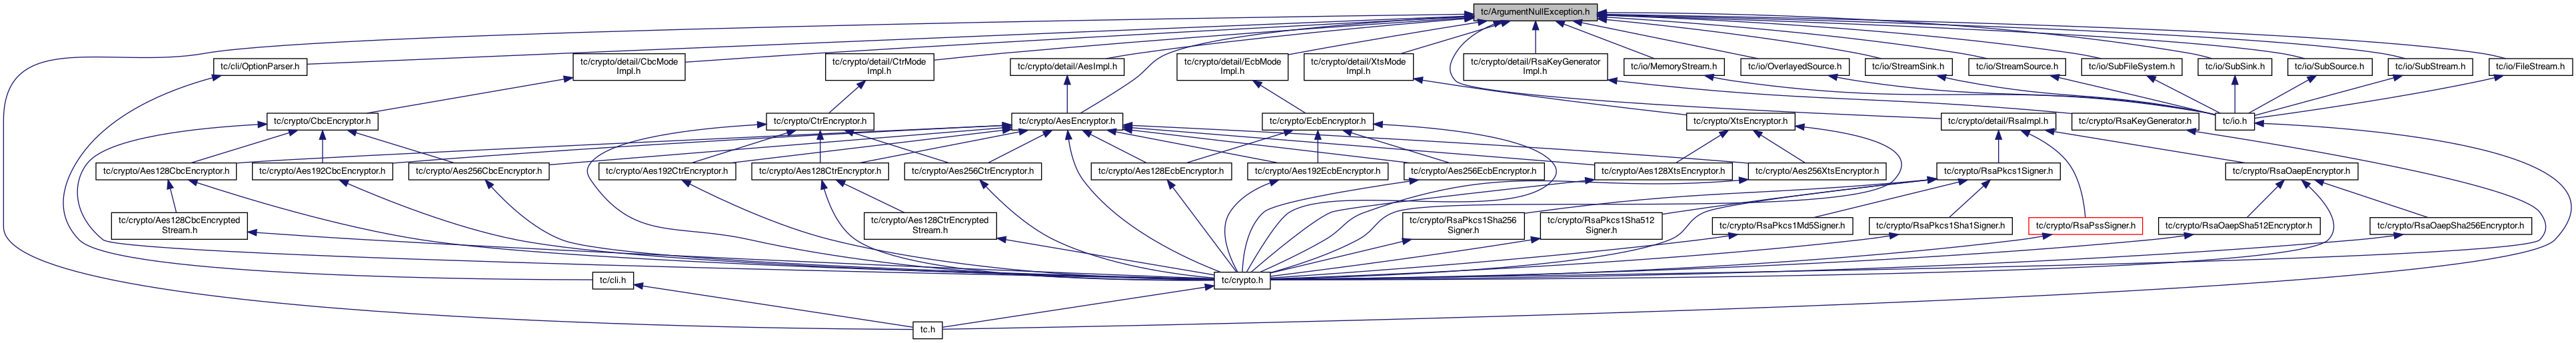 tc/ArgumentNullException.h
tc/cli/OptionParser.h
tc/crypto/detail/CbcMode
Impl.h
tc/crypto/detail/CtrMode
Impl.h
tc/crypto/detail/AesImpl.h
tc/crypto/detail/EcbMode
Impl.h
tc/crypto/detail/XtsMode
Impl.h
tc/crypto/detail/RsaKeyGenerator
Impl.h
tc/io/MemoryStream.h
tc/io/OverlayedSource.h
tc/io/StreamSink.h
tc/io/StreamSource.h
tc/io/SubFileSystem.h
tc/io/SubSink.h
tc/io/SubSource.h
tc/io/SubStream.h
tc/io/FileStream.h
tc/crypto/CbcEncryptor.h
tc/crypto/CtrEncryptor.h
tc/crypto/AesEncryptor.h
tc/crypto/EcbEncryptor.h
tc/crypto/XtsEncryptor.h
tc/crypto/detail/RsaImpl.h
tc/crypto/RsaKeyGenerator.h
tc/io.h
tc/crypto/Aes128CbcEncryptor.h
tc/crypto/Aes192CbcEncryptor.h
tc/crypto/Aes256CbcEncryptor.h
tc/crypto/Aes192CtrEncryptor.h
tc/crypto/Aes128CtrEncryptor.h
tc/crypto/Aes256CtrEncryptor.h
tc/crypto/Aes128EcbEncryptor.h
tc/crypto/Aes192EcbEncryptor.h
tc/crypto/Aes256EcbEncryptor.h
tc/crypto/Aes128XtsEncryptor.h
tc/crypto/Aes256XtsEncryptor.h
tc/crypto/RsaPkcs1Signer.h
tc/crypto/RsaOaepEncryptor.h
tc/crypto/Aes128CbcEncrypted
Stream.h
tc/crypto/Aes128CtrEncrypted
Stream.h
tc/crypto/RsaPkcs1Sha256
Signer.h
tc/crypto/RsaPkcs1Sha512
Signer.h
tc/crypto/RsaPkcs1Md5Signer.h
tc/crypto/RsaPkcs1Sha1Signer.h
tc/crypto/RsaPssSigner.h
tc/crypto/RsaOaepSha512Encryptor.h
tc/crypto/RsaOaepSha256Encryptor.h
tc/cli.h
tc/crypto.h
tc.h